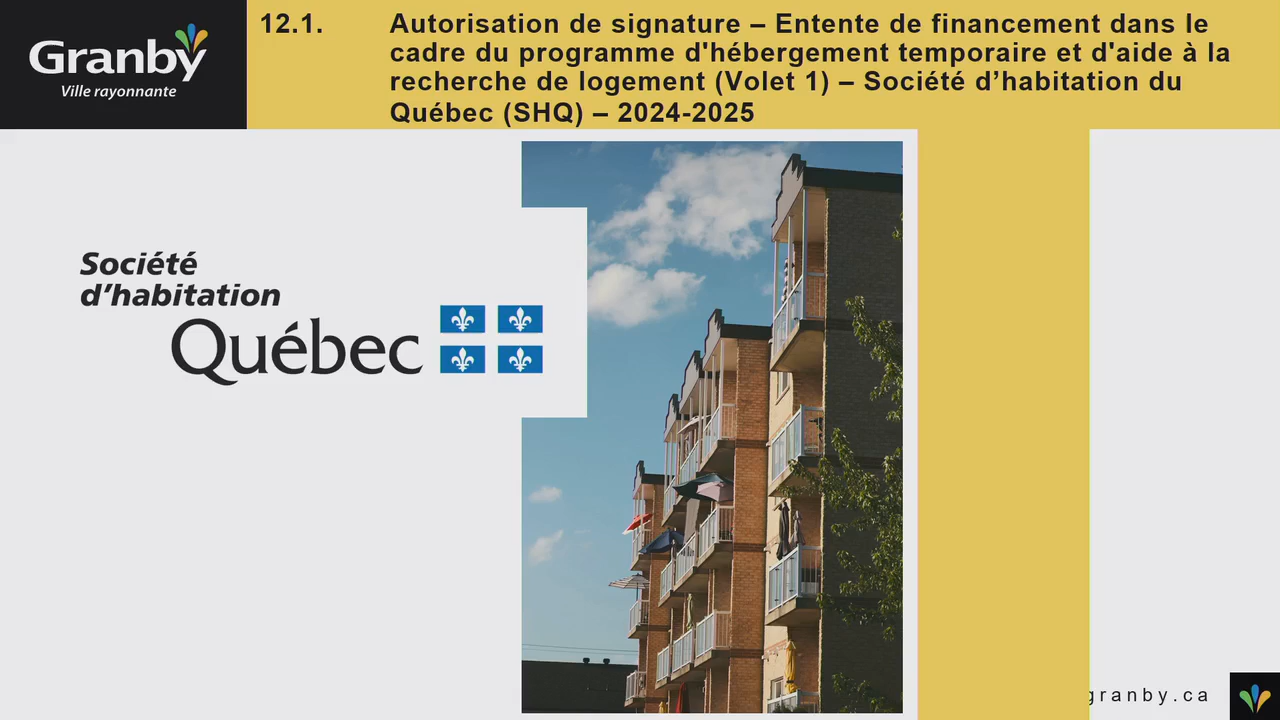 Granby
Ville rayonnante
12.1. Autorisation de signature – Entente de financement dans le
cadre du programme d'hébergement temporaire et d'aide à la
recherche de logement (Volet 1) – Société d’habitation du
Québec (SHQ) – 2024-2025
Société
d’habitation
Québec
granby.ca